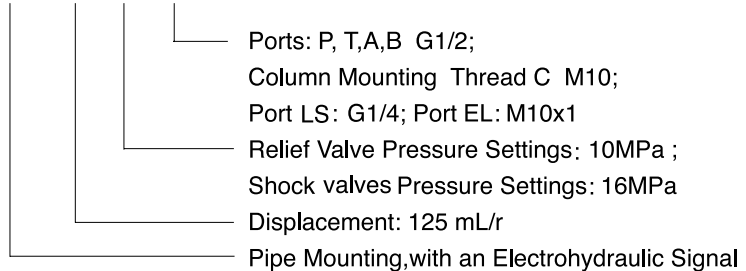 Ports: P, T,A,B G1/2;
Column Mounting Thread C M10;
Port LS: G1/4; Port EL: M10x1
Relief Valve Pressure Settings: 10MPa ;
Shock valves Pressure Settings: 16MPa
Displacement: 125 mL/r
Pipe Mounting,with an Electrohydraulic Signal